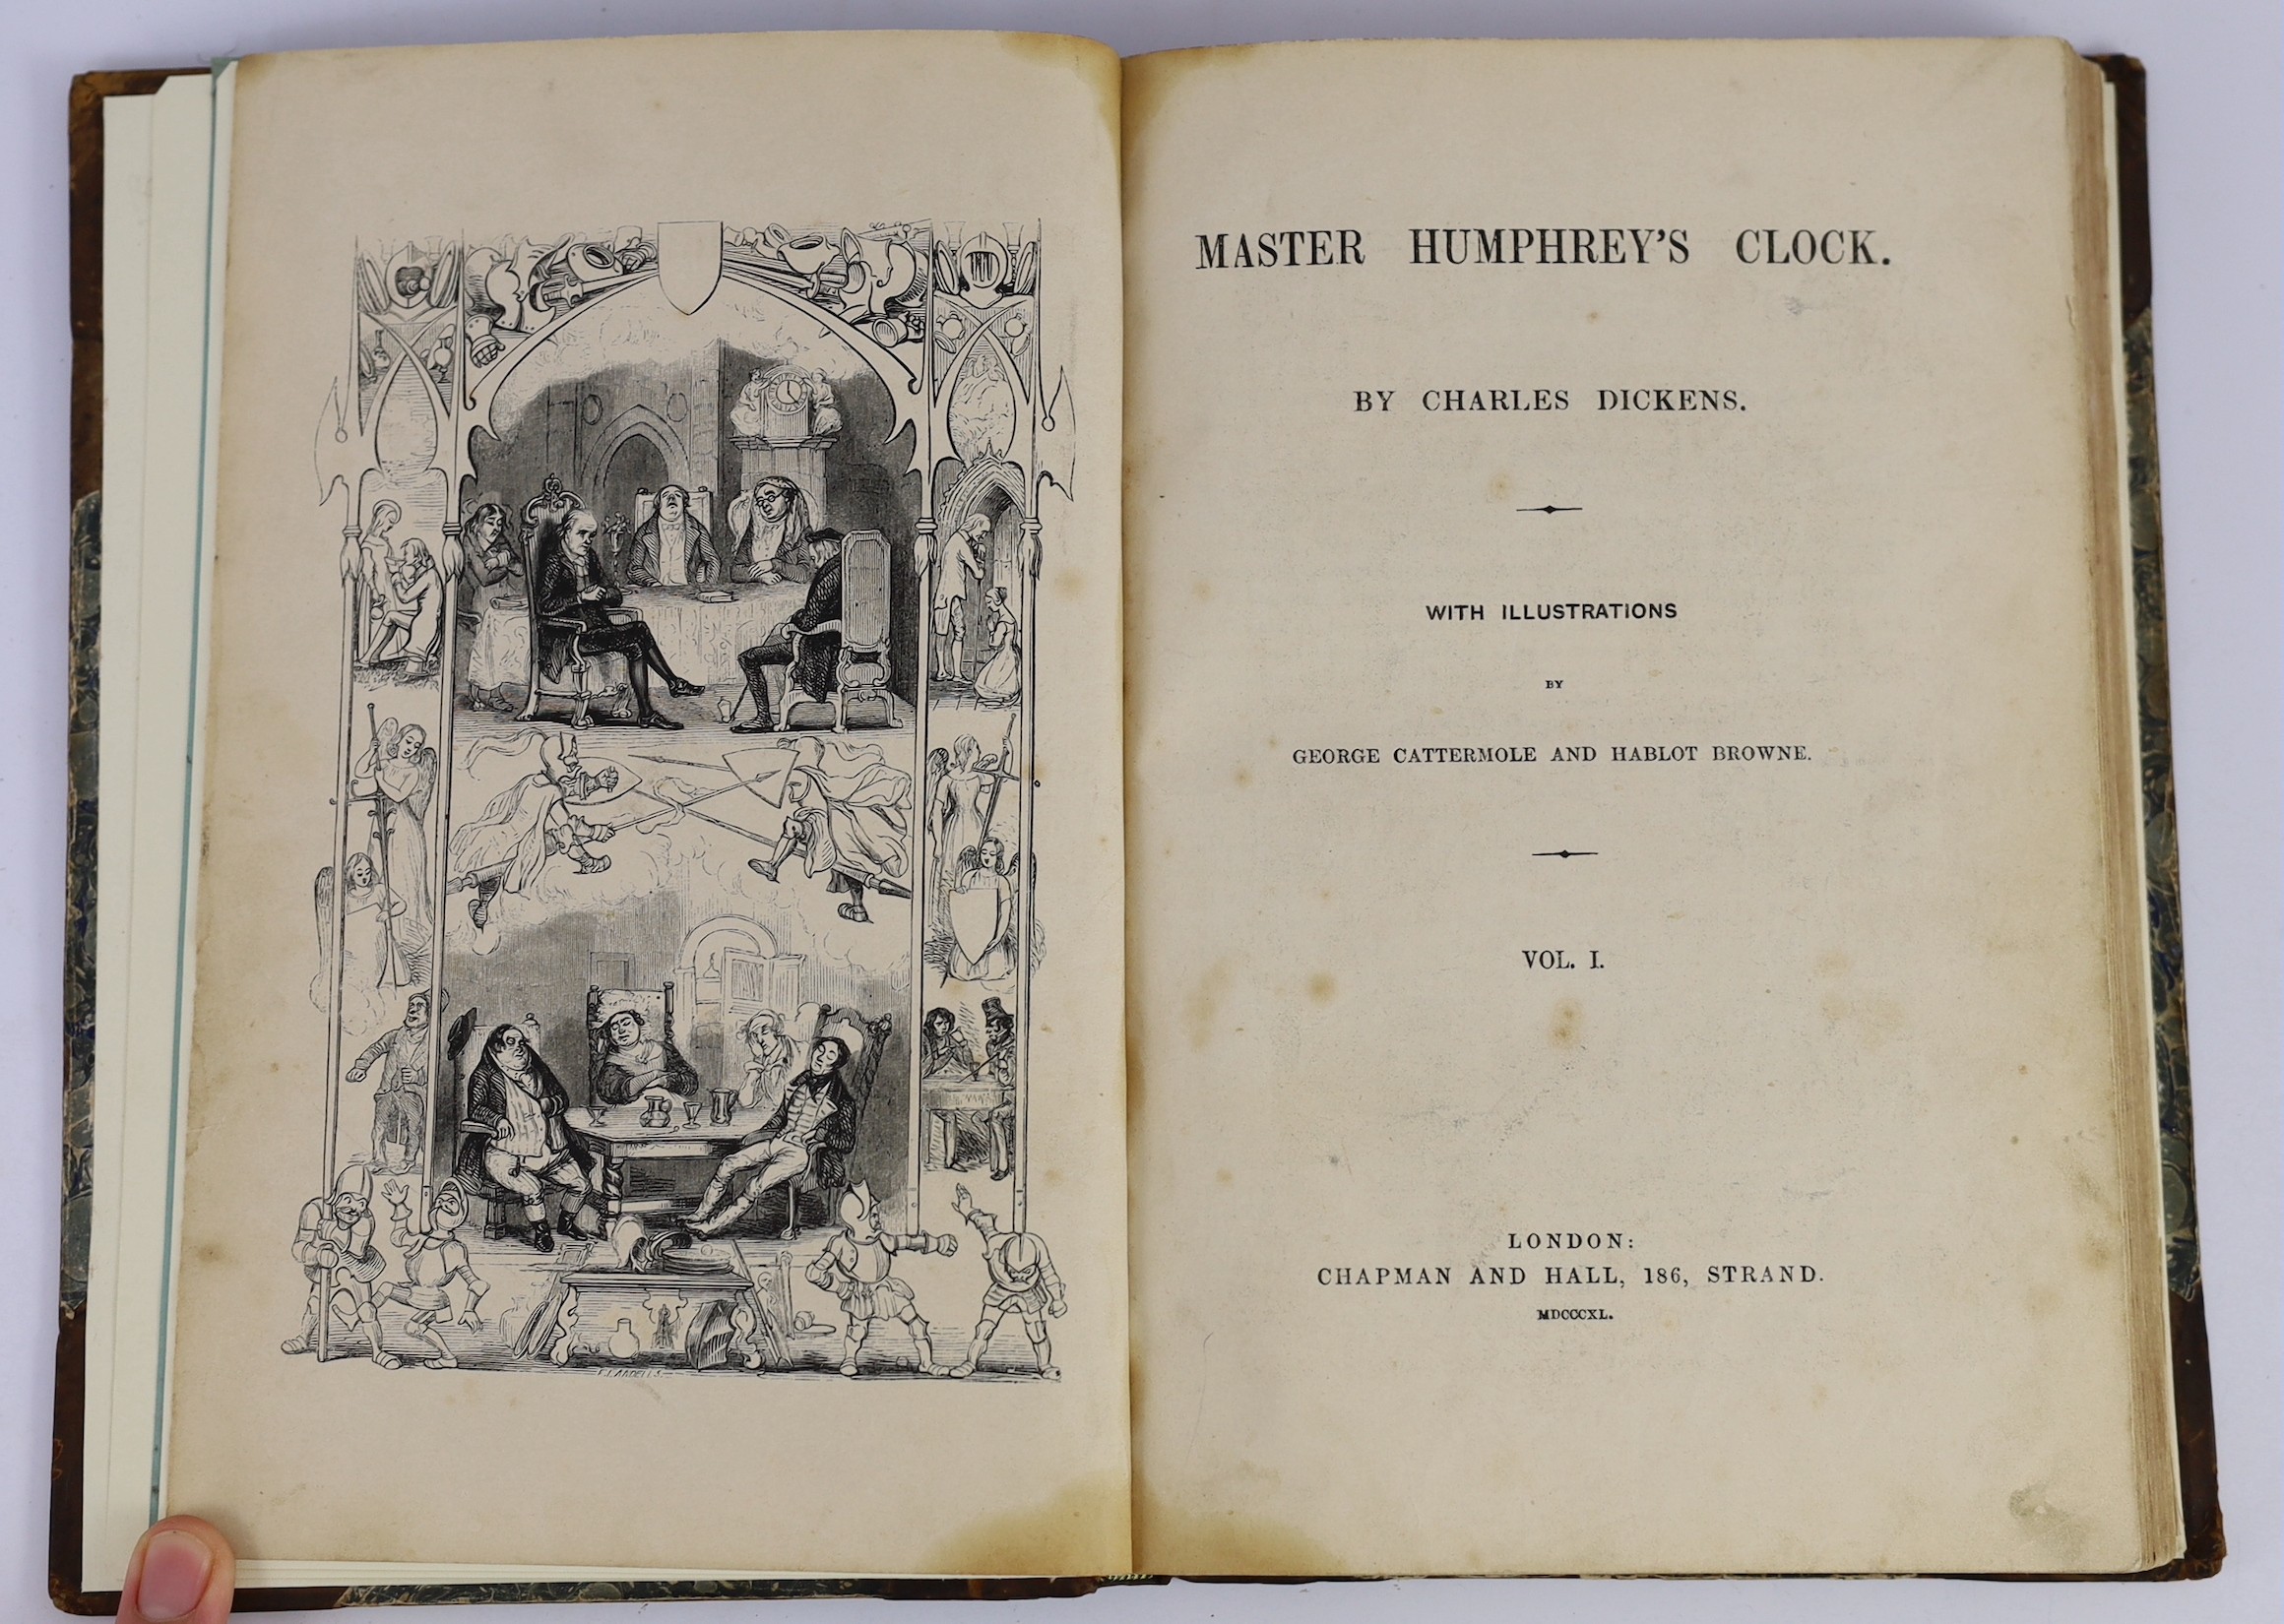 E. LANDELLS.
MASTER HUMPHREY'S CLOCK.
BY CHARLES DICKENS.
WITH ILLUSTRATIONS
BY
GEORGE CATTERMOLE AND HABLOT BROWNE.
VOL. I.
LONDON:
CHAPMAN AND HALL, 186, STRAND.
MDCCCXL.